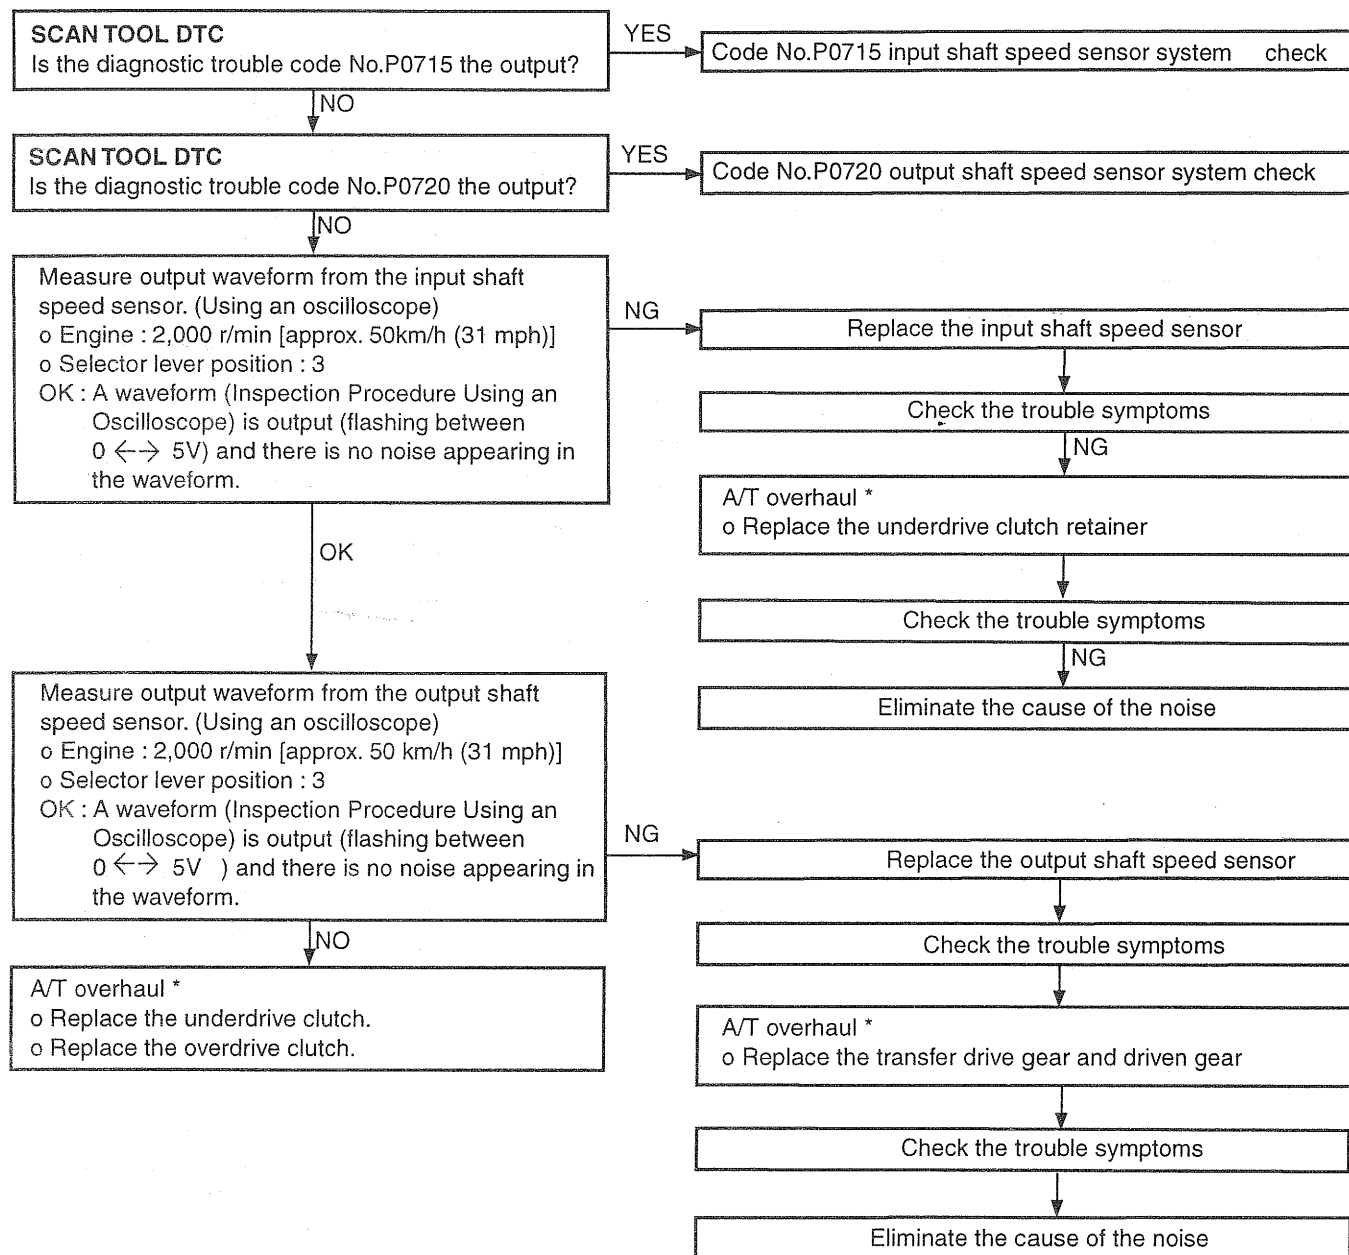 SCAN TOOL DTC
Is the diagnostic trouble code No.P0715 the output?
YES
Code No.P0715 input shaft speed sensor system check
NO
SCAN TOOL DTC
Is the diagnostic trouble code No.P0720 the output?
YES
Code No.P0720 output shaft speed sensor system check
NO
Measure output waveform from the input shaft
speed sensor. (Using an oscilloscope)
o Engine : 2,000 r/min [approx. 50km/h (31 mph)]
o Selector lever position : 3
OK : A waveform (Inspection Procedure Using an
Oscilloscope) is output (flashing between
0 <--> 5V) and there is no noise appearing in
the waveform.
NG
Replace the input shaft speed sensor
Check the trouble symptoms
NG
A/T overhaul *
o Replace the underdrive clutch retainer
Check the trouble symptoms
NG
Eliminate the cause of the noise
OK
Measure output waveform from the output shaft
speed sensor. (Using an oscilloscope)
o Engine : 2,000 r/min [approx. 50 km/h (31 mph)]
o Selector lever position : 3
OK : A waveform (Inspection Procedure Using an
Oscilloscope) is output (flashing between
0 <--> 5V ) and there is no noise appearing in
the waveform.
NG
Replace the output shaft speed sensor
Check the trouble symptoms
A/T overhaul *
o Replace the transfer drive gear and driven gear
Check the trouble symptoms
Eliminate the cause of the noise
NO
A/T overhaul *
o Replace the underdrive clutch.
o Replace the overdrive clutch.